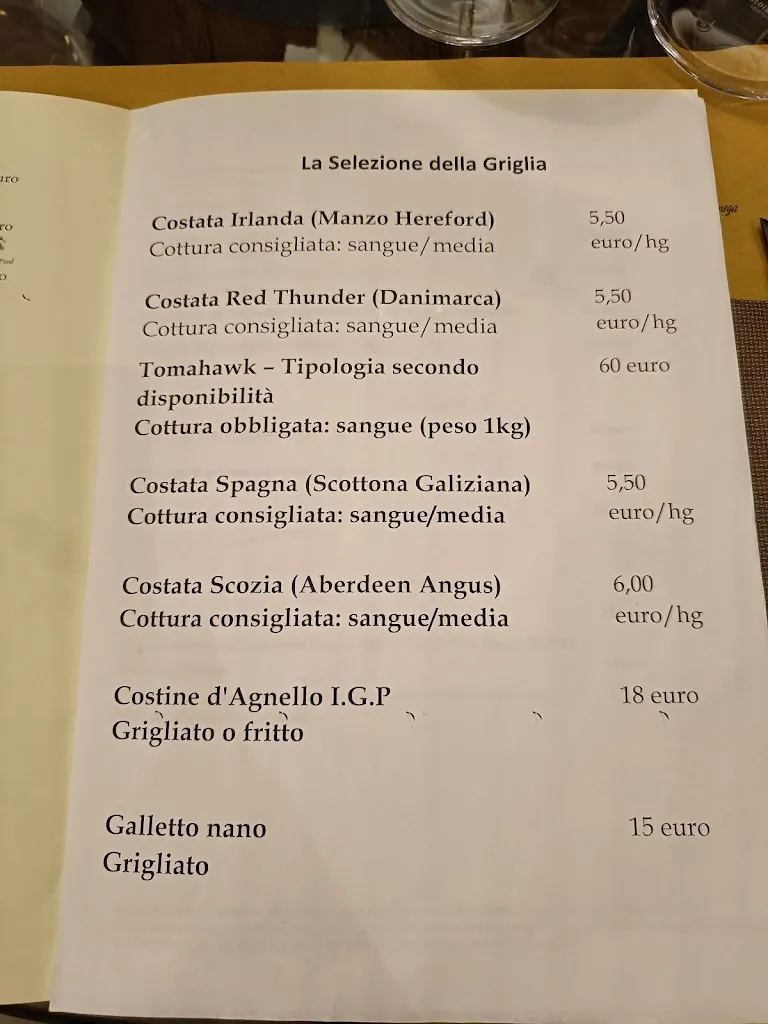 La Selezione della Griglia
Costata Irlanda (Manzo Hereford) 5,50
Cottura consigliata: sangue/media euro/hg
Costata Red Thunder (Danimarca) 5,50
Cottura consigliata: sangue/media euro/hg
Tomahawk – Tipologia secondo 60 euro
disponibilità
Cottura obbligata: sangue (peso 1kg)
Costata Spagna (Scottona Galiziana) 5,50
Cottura consigliata: sangue/media euro/hg
Costata Scozia (Aberdeen Angus) 6,00
Cottura consigliata: sangue/media euro/hg
Costine d'Agnello I.G.P 18 euro
Grigliato o fritto
Galletto nano 15 euro
Grigliato